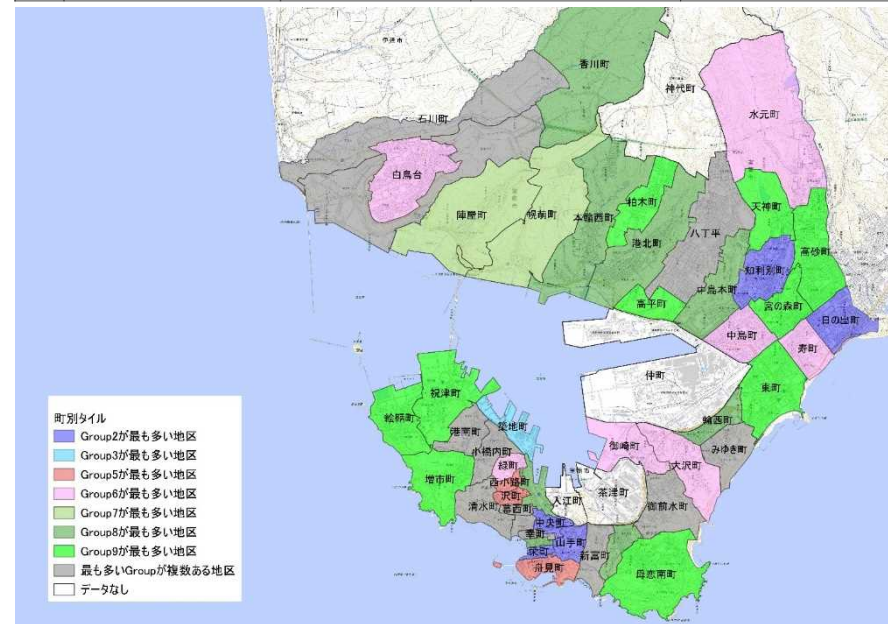 伊達市
香川町
神代町
水元町
石川町
白鳥台
柏木町
天神町
陣屋町
幌萌町
本輪西町
八丁平
高砂町
港北町
知利別町
中島本町
高平町
宮の森町
日の出町
中島町
寿町
仲町
東町
祝津町
絵鞆町
築地町
輪西町
港南町
御崎町
みゆき町
小橋内町
緑町
大沢町
西小路町
増市町
沢町
入江町
茶津町
清水町
葛西町
御前水町
中央町
幸町
山手町
栄町
新富町
舟見町
母恋南町
町別タイル
Group2が最も多い地区
Group3が最も多い地区
Group5が最も多い地区
Group6が最も多い地区
Group7が最も多い地区
Group8が最も多い地区
Group9が最も多い地区
最も多いGroupが複数ある地区
データなし